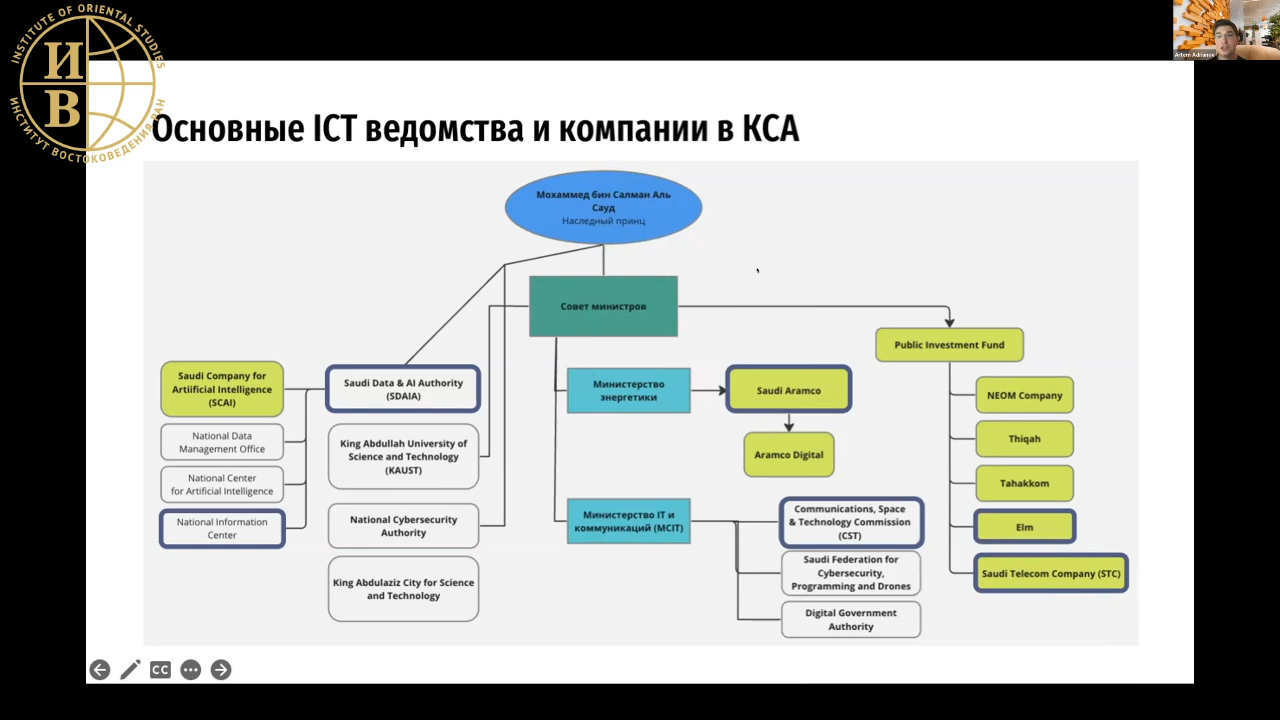 INSTITUTE OF ORIENTAL STUDIES
И
В
ИНСТИТУТ ВОСТОКОВЕДЕНИЯ РАН
Artem Adrianov
Основные ICT ведомства и компании в КСА
Мохаммед бин Салман Аль
Сауд
Наследный принц
Совет министров
Public Investment Fund
Saudi Company for
Artiificial Intelligence
(SCAI)
National Data
Management Office
National Center
for Artificial Intelligence
National Information
Center
Saudi Data & AI Authority
(SDAIA)
King Abdullah University of
Science and Technology
(KAUST)
National Cybersecurity
Authority
King Abdulaziz City for Science
and Technology
Министерство
энергетики
Saudi Aramco
Aramco Digital
Министерство IT и
коммуникаций (MCIT)
Communications, Space
& Technology Commission
(CST)
Saudi Federation for
Cybersecurity,
Programming and Drones
Digital Government
Authority
NEOM Company
Thiqah
Tahakkom
Elm
Saudi Telecom Company (STC)
CC